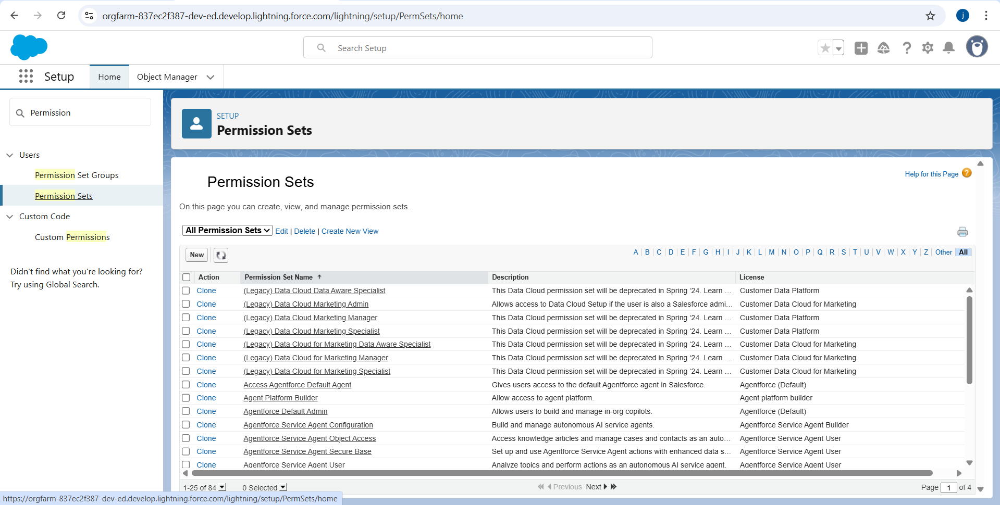 orgfarm-837ec2f387-dev-ed.develop.lightning.force.com/lightning/setup/PermSets/home
j
Search Setup
Setup
Home
Object Manager
Permission
Users
Permission Set Groups
Permission Sets
Custom Code
Custom Permissions
Didn't find what you're looking for?
Try using Global Search.
SETUP
Permission Sets
Permission Sets
Help for this Page ?
On this page you can create, view, and manage permission sets.
All Permission Sets Edit | Delete | Create New View
New
A | B | C | D | E | F | G | H | I | J | K | L | M | N | O | P | Q | R | S | T | U | V | W | X | Y | Z | Other | All |
Action Permission Set Name ↑ Description License
Clone (Legacy) Data Cloud Data Aware Specialist This Data Cloud permission set will be deprecated in Spring ‘24. Learn ... Customer Data Platform
Clone (Legacy) Data Cloud Marketing Admin Allows access to Data Cloud Setup if the user is also a Salesforce admi... Customer Data Cloud for Marketing
Clone (Legacy) Data Cloud Marketing Manager This Data Cloud permission set will be deprecated in Spring ‘24. Learn ... Customer Data Platform
Clone (Legacy) Data Cloud Marketing Specialist This Data Cloud permission set will be deprecated in Spring ‘24. Learn ... Customer Data Platform
Clone (Legacy) Data Cloud for Marketing Data Aware Specialist This Data Cloud permission set will be deprecated in Spring ‘24. Learn ... Customer Data Cloud for Marketing
Clone (Legacy) Data Cloud for Marketing Manager This Data Cloud permission set will be deprecated in Spring ‘24. Learn ... Customer Data Cloud for Marketing
Clone (Legacy) Data Cloud for Marketing Specialist This Data Cloud permission set will be deprecated in Spring ‘24. Learn ... Customer Data Cloud for Marketing
Clone Access Agentforce Default Agent Gives users access to the default Agentforce agent in Salesforce. Agentforce (Default)
Clone Agent Platform Builder Allow access to agent platform. Agent platform builder
Clone Agentforce Default Admin Allows users to build and manage in-org copilots. Agentforce (Default)
Clone Agentforce Service Agent Configuration Build and manage autonomous AI service agents. Agentforce Service Agent Builder
Clone Agentforce Service Agent Object Access Access knowledge articles and manage cases and contacts as an auto... Agentforce Service Agent User
Clone Agentforce Service Agent Secure Base Set up and use Agentforce Service Agent actions with enhanced data s... Agentforce Service Agent User
Clone Agentforce Service Agent User Analyze topics and perform actions as an autonomous AI service agent. Agentforce Service Agent User
1-25 of 84 0 Selected Previous Next Page 1 of 4
https://orgfarm-837ec2f387-dev-ed.develop.lightning.force.com/lightning/setup/PermSets/home